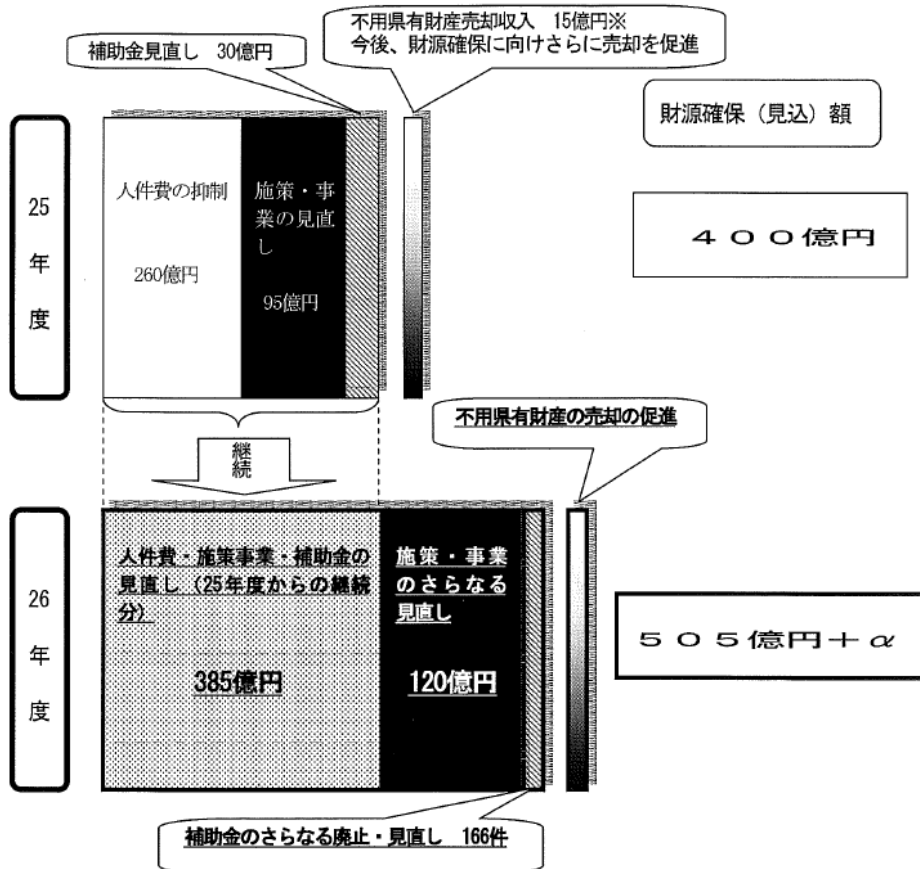 補助金見直し 30億円
不用県有財産売却収入 15億円※
今後、財源確保に向けさらに売却を促進
財源確保(見込)額
25年度
人件費の抑制
260億円
施策・事
業の見直
し
95億円
400億円
継続
不用県有財産の売却の促進
26年度
人件費・施策事業・補助金の
見直し(25年度からの継続
分)
385億円
施策・事業
のさらなる
見直し
120億円
505億円+α
補助金のさらなる廃止・見直し 166件